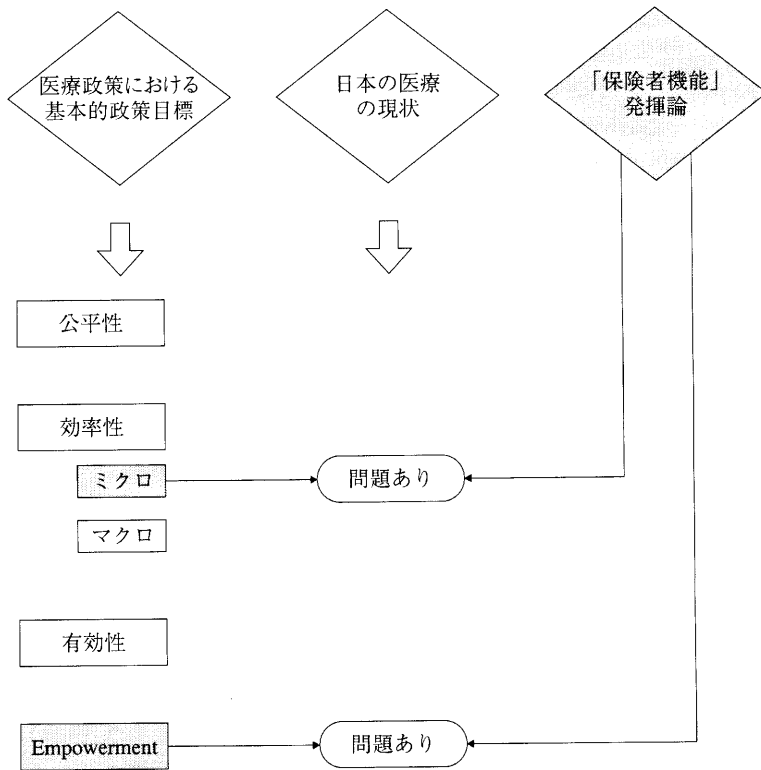 医療政策における
基本的政策目標
日本の医療
の現状
「保険者機能」
発揮論
公平性
効率性
ミクロ
問題あり
マクロ
有効性
Empowerment
問題あり